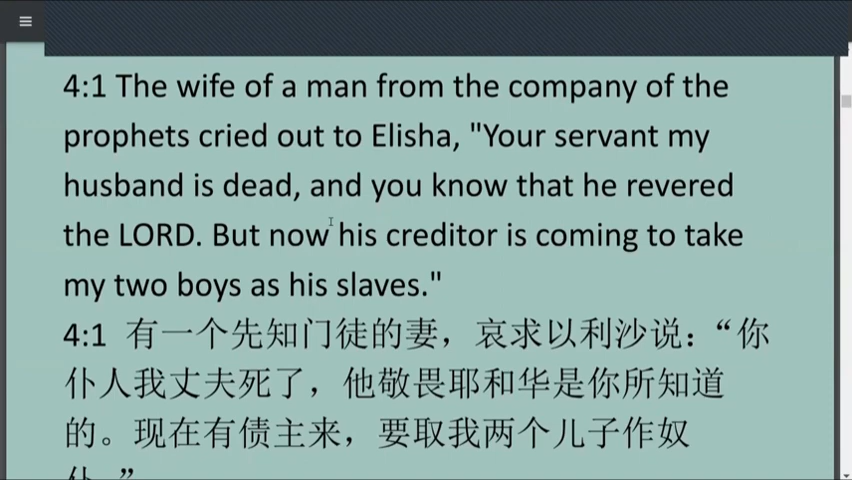 4:1 The wife of a man from the company of the
prophets cried out to Elisha, "Your servant my
husband is dead, and you know that he revered
the LORD. But now his creditor is coming to take
my two boys as his slaves."
4:1 有一个先知门徒的妻，哀求以利沙说：“你
仆人我丈夫死了，他敬畏耶和华是你所知道
的。现在有债主来，要取我两个儿子作奴